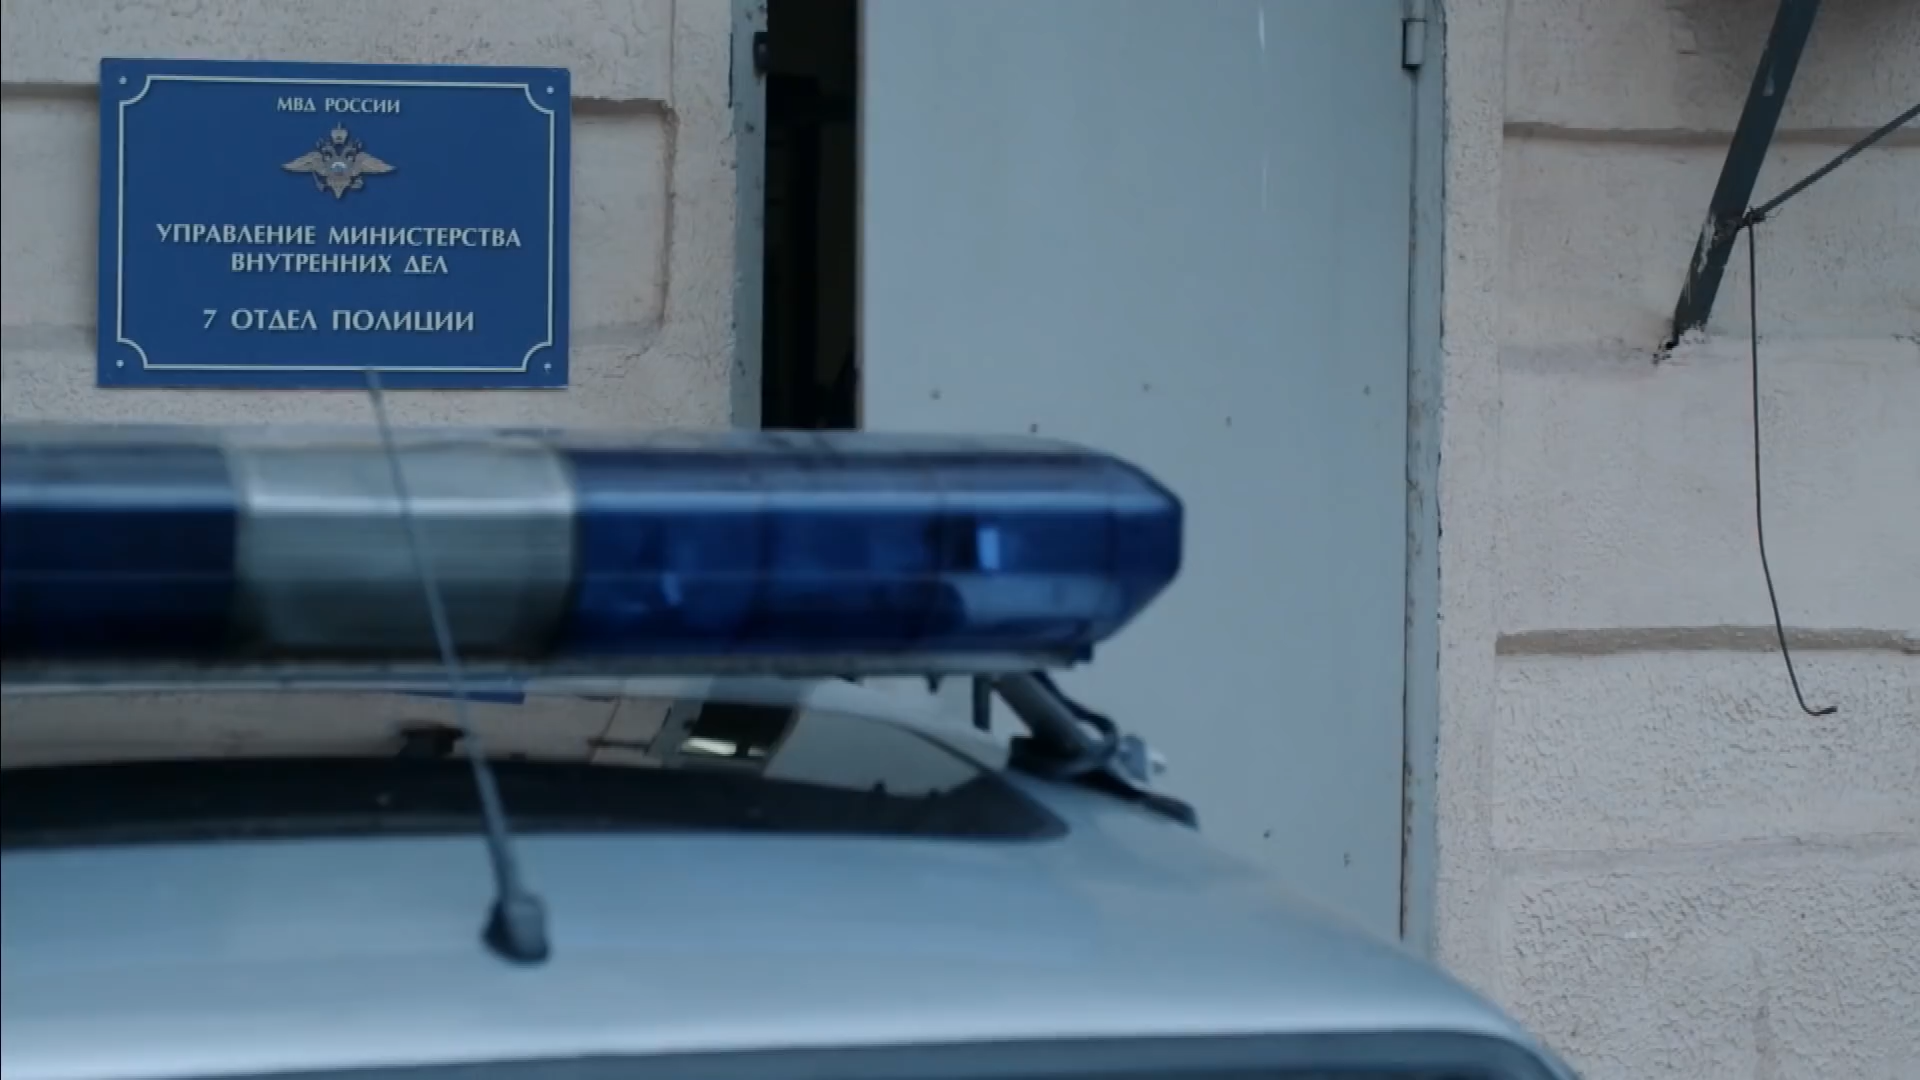 МВД РОССИИ
УПРАВЛЕНИЕ МИНИСТЕРСТВА
ВНУТРЕННИХ ДЕЛ
7 ОТДЕЛ ПОЛИЦИИ